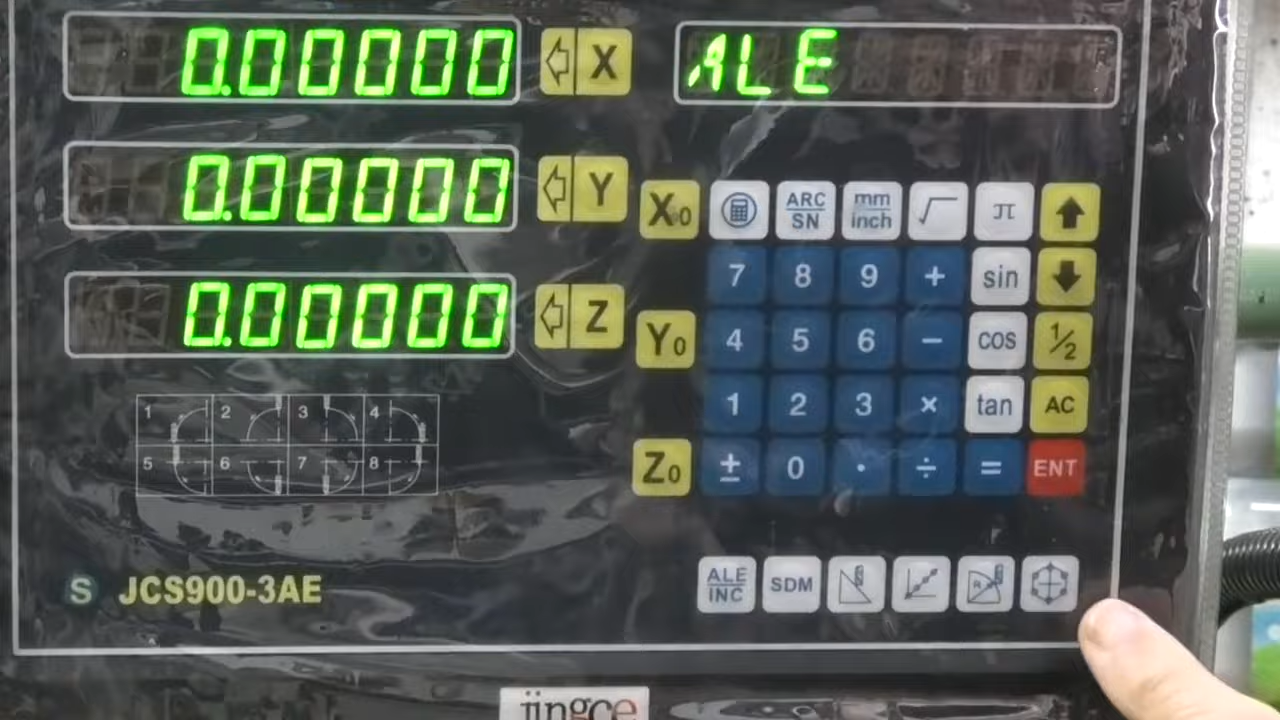 0.00000 X ALE
0.00000 Y
X0 ARC SN mm inch √ π
7 8 9 + sin
0.00000 Z
Y0 4 5 6 − cos 1/2
1 2 3 × tan AC
Z0 ± 0 · ÷ = ENT
1 2 3 4
5 6 7 8
S JCS900-3AE
ALE INC SDM R
jingce